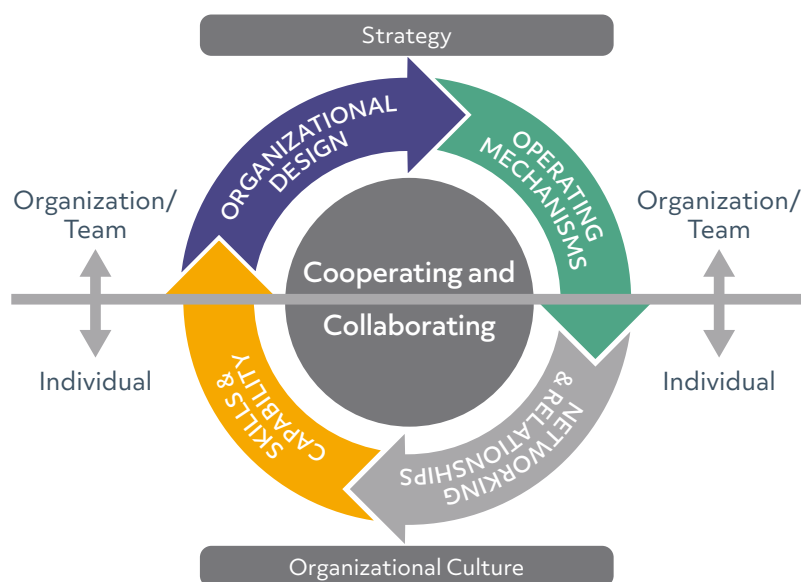 Strategy
ORGANIZATIONAL
DESIGN
OPERATING
MECHANISMS
Organization/
Team
Organization/
Team
Cooperating and
Collaborating
Individual
Individual
SKILLS &
CAPABILITY
NETWORKING
& RELATIONSHIPS
Organizational Culture